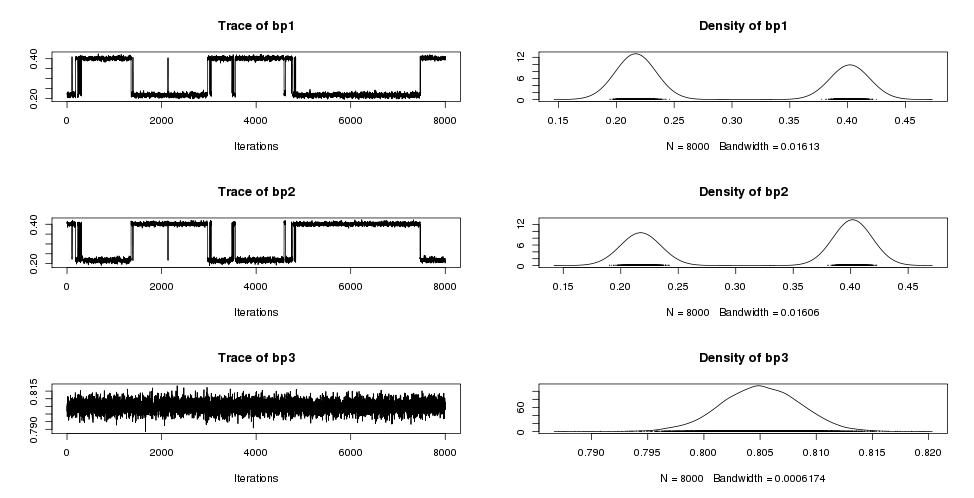 Trace of bp1
0.20 0.40
0 2000 4000 6000 8000
Iterations
Density of bp1
0 6 12
0.15 0.20 0.25 0.30 0.35 0.40 0.45
N = 8000 Bandwidth = 0.01613
Trace of bp2
0.20 0.40
0 2000 4000 6000 8000
Iterations
Density of bp2
0 6 12
0.15 0.20 0.25 0.30 0.35 0.40 0.45
N = 8000 Bandwidth = 0.01606
Trace of bp3
0.790 0.815
0 2000 4000 6000 8000
Iterations
Density of bp3
0 60
0.790 0.795 0.800 0.805 0.810 0.815 0.820
N = 8000 Bandwidth = 0.0006174